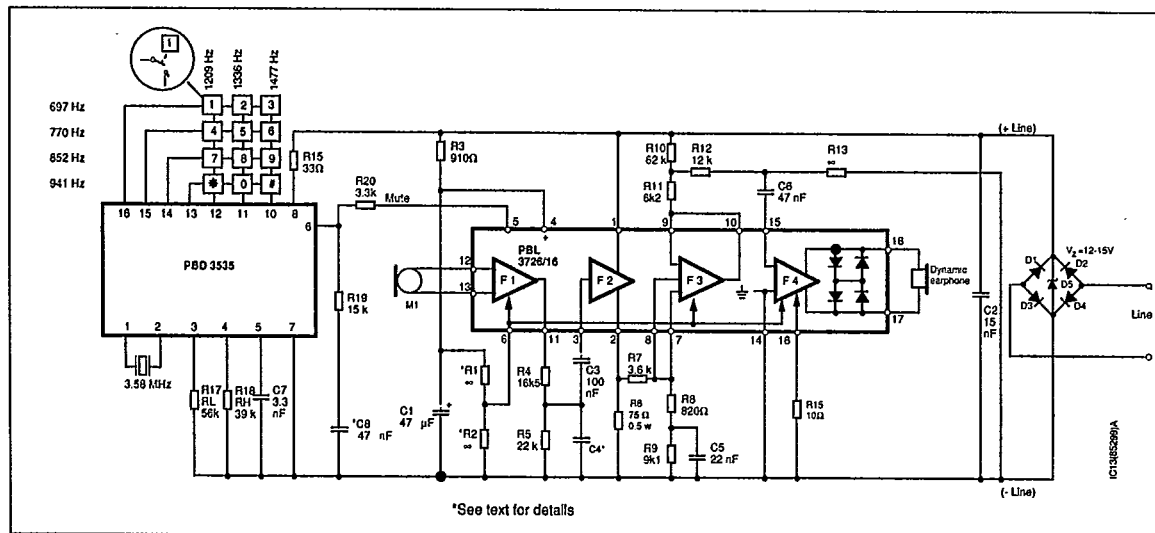 1209 Hz
1336 Hz
1477 Hz
1
697 Hz
1 2 3
770 Hz
4 5 6
852 Hz
7 8 9
941 Hz
* 0 #
R15
33Ω
16 15 14 13 12 11 10 8
6
PBD 3535
1 2 3 4 5 7
3.58 MHz
R17
RL
56k
R18
RH
39 k
C7
3.3
nF
R20
3.3k
Mute
R19
15 k
*C8
47 nF
R3
910Ω
C1
47 µF
+
M1
5 4 1 9 10 15
+
PBL
3726/16
12
13
F 1
F 2
F 3
F 4
18
17
6 11 3 2 8 7 14 16
*R1
∞
*R2
∞
R4
16k5
R5
22 k
C3
100
nF
C4*
R7
3.6 k
R6
75 Ω
0.5 w
R8
820Ω
R9
9k1
C5
22 nF
R10
62 k
R11
6k2
R12
12 k
R13
∞
C6
47 nF
R15
10Ω
Dynamic
earphone
C2
15
nF
(+ Line)
VZ =12-15V
D1
D2
D5
D3
D4
Line
(- Line)
IC13(85299)A
*See text for details